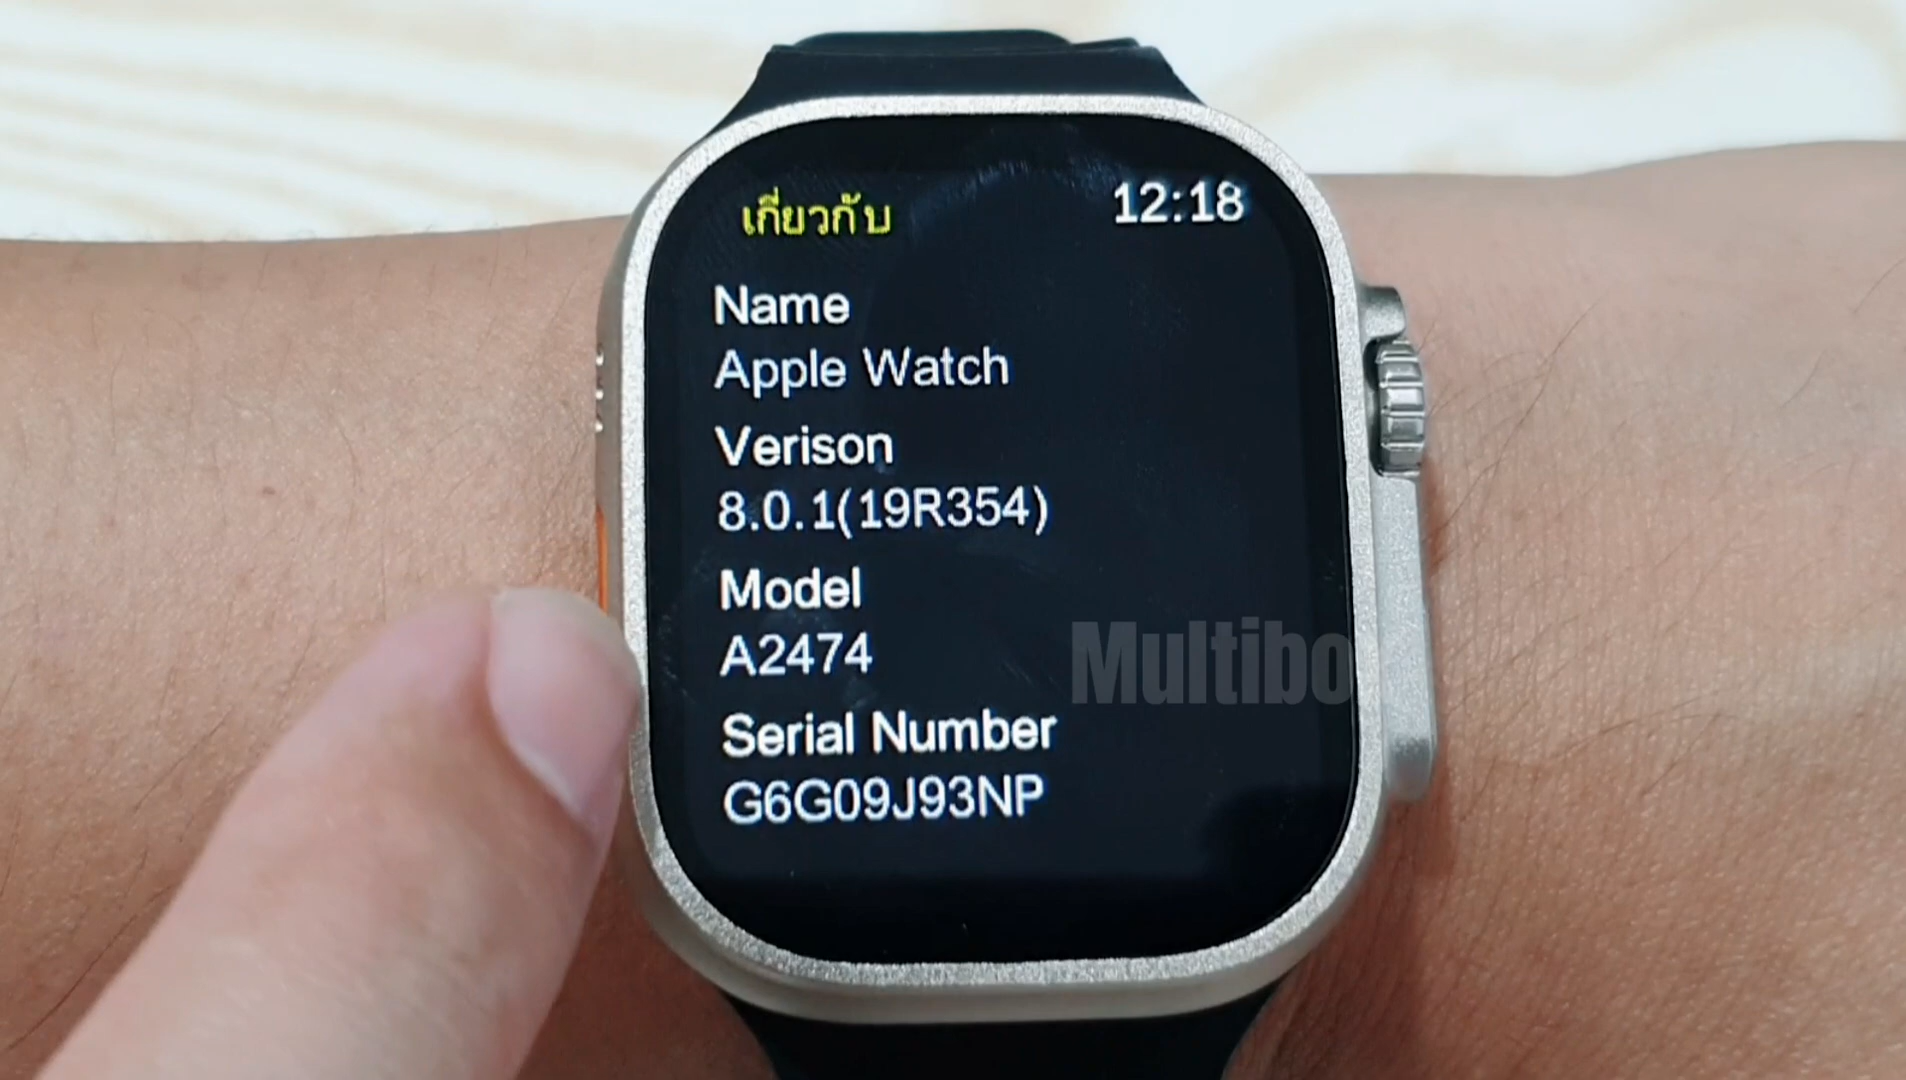 เกี่ยวกับ 12:18
Name
Apple Watch
Verison
8.0.1(19R354)
Model
A2474
Multibo
Serial Number
G6G09J93NP